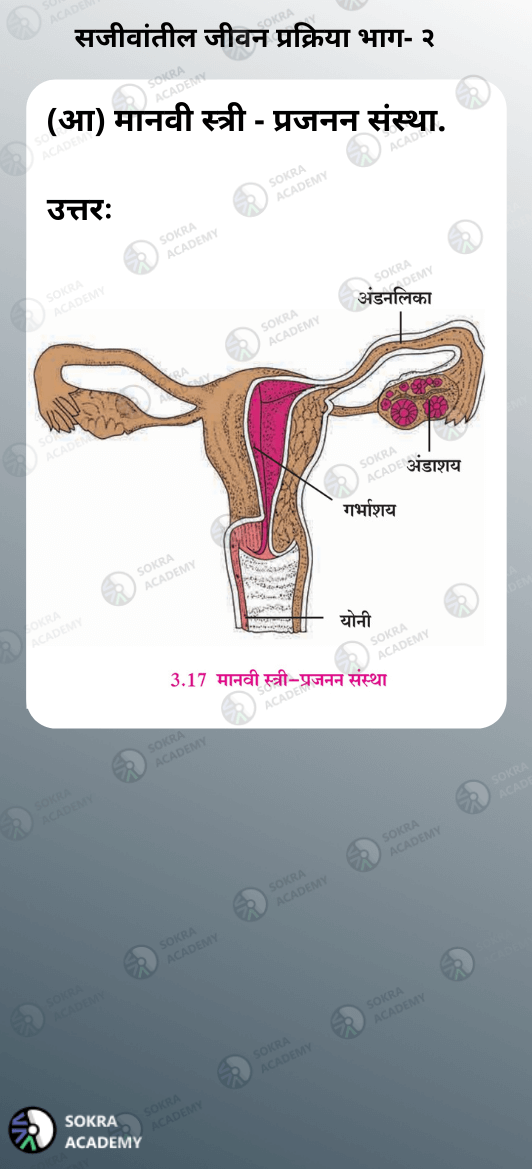 सजीवांतील जीवन प्रक्रिया भाग- २
(आ) मानवी स्त्री - प्रजनन संस्था.
उत्तरः
अंडनलिका
अंडाशय
गर्भाशय
योनी
3.17 मानवी स्त्री–प्रजनन संस्था
SOKRA
ACADEMY